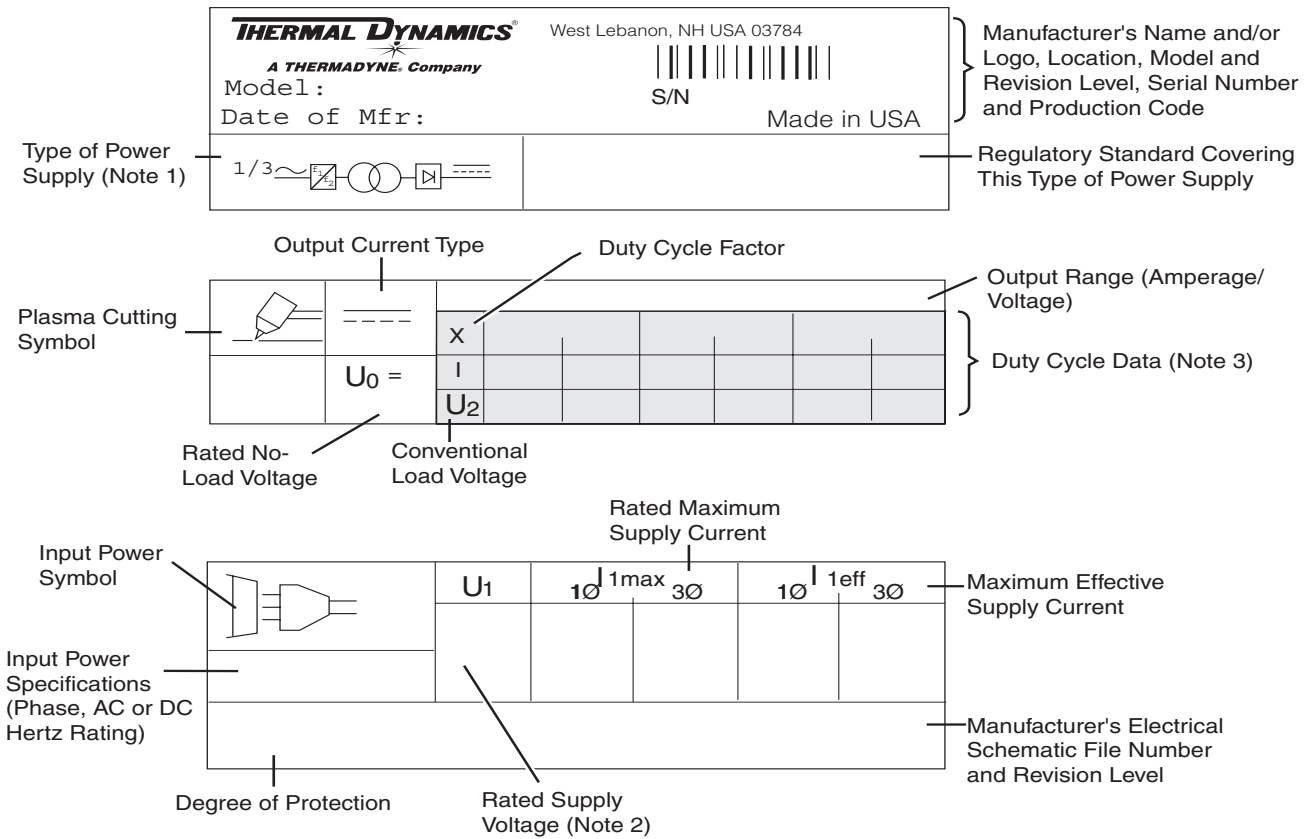 THERMAL DYNAMICS®
A THERMADYNE® Company
West Lebanon, NH USA 03784
Model:
S/N
Date of Mfr:
Made in USA
Manufacturer's Name and/or
Logo, Location, Model and
Revision Level, Serial Number
and Production Code
Type of Power
Supply (Note 1)
1/3
f1
f2
Regulatory Standard Covering
This Type of Power Supply
Output Current Type
Duty Cycle Factor
Output Range (Amperage/
Voltage)
Plasma Cutting
Symbol
X
I
U0 =
U2
Duty Cycle Data (Note 3)
Rated No-
Load Voltage
Conventional
Load Voltage
Rated Maximum
Supply Current
Input Power
Symbol
U1
I 1max
1Ø 3Ø
I 1eff
1Ø 3Ø
Maximum Effective
Supply Current
Input Power
Specifications
(Phase, AC or DC
Hertz Rating)
Manufacturer's Electrical
Schematic File Number
and Revision Level
Degree of Protection
Rated Supply
Voltage (Note 2)